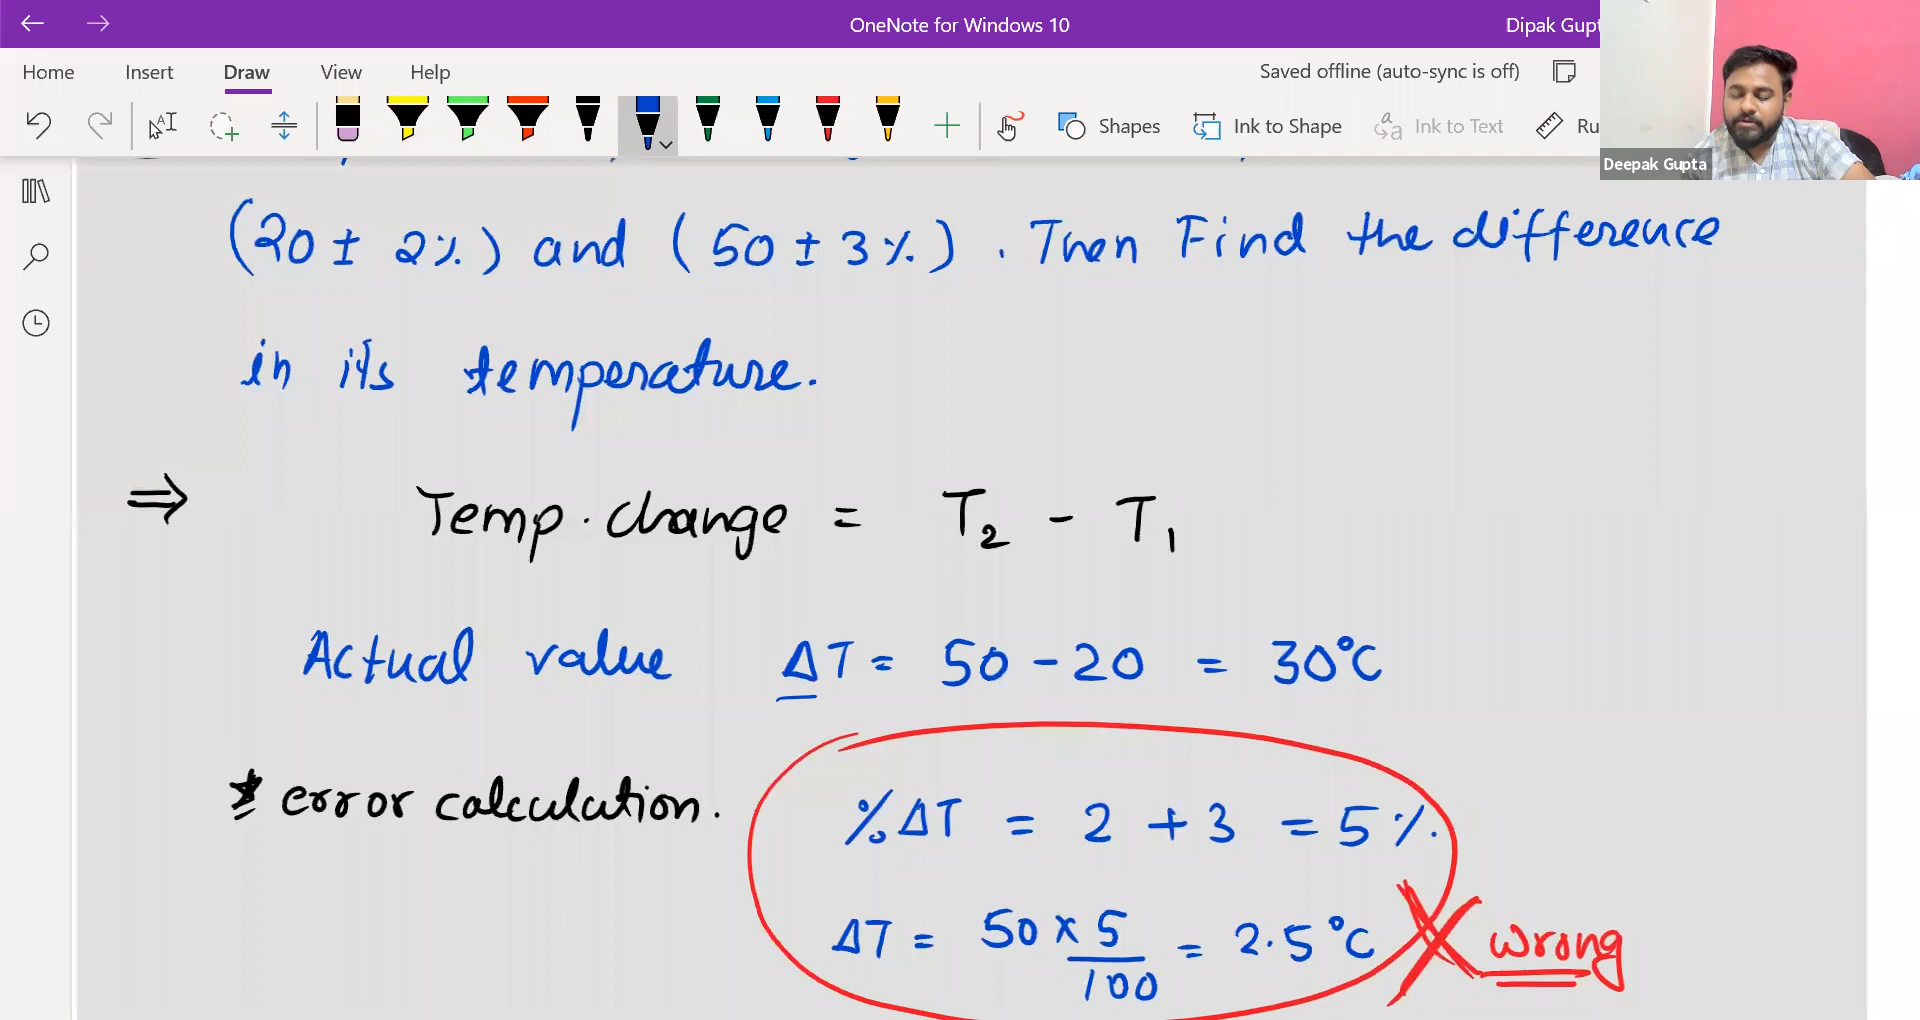 OneNote for Windows 10
Dipak Gupt
Home Insert Draw View Help
Saved offline (auto-sync is off)
Shapes Ink to Shape Ink to Text Ru
Deepak Gupta
(20 ± 2%) and (50 ± 3%). Then Find the difference
in its temperature.
⇒ Temp. change = T₂ - T₁
Actual value ΔT = 50 - 20 = 30°C
* error calculation.
% ΔT = 2 + 3 = 5%.
ΔT = 50 × 5/100 = 2.5°C
wrong